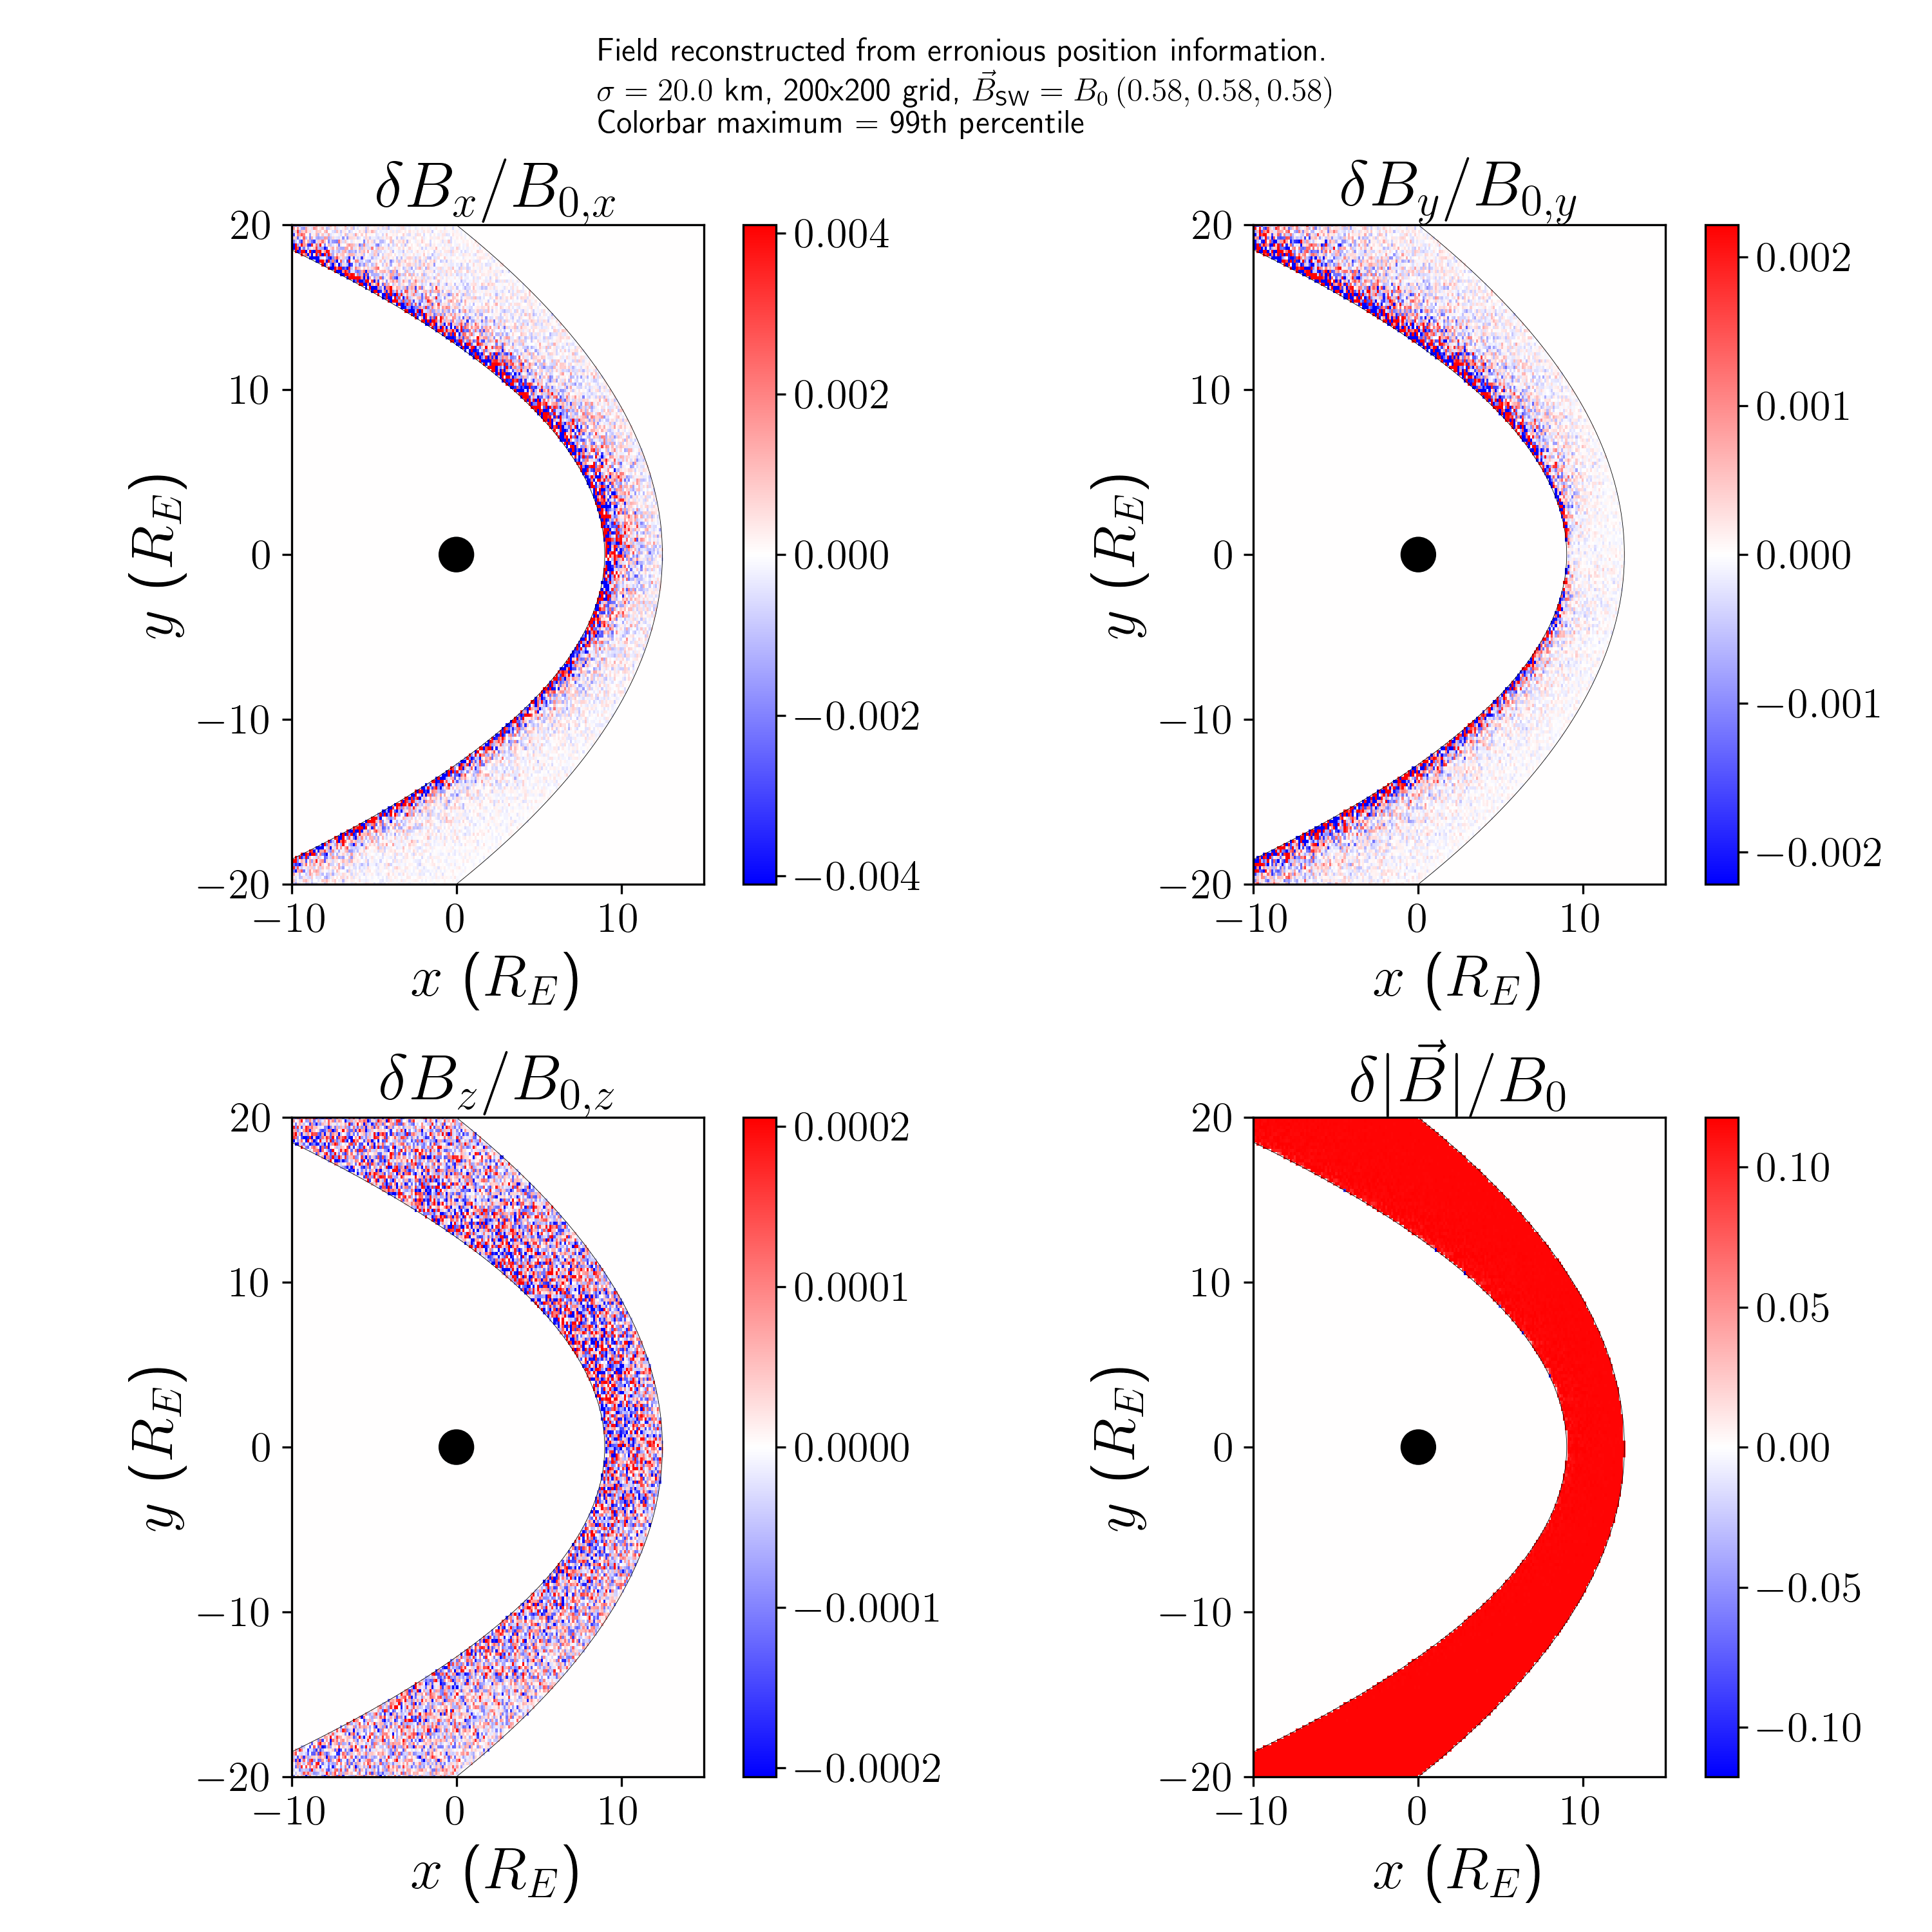 Field reconstructed from erronious position information.
σ = 20.0 km, 200x200 grid, B⃗_SW = B₀ (0.58, 0.58, 0.58)
Colorbar maximum = 99th percentile
δB_x/B_{0,x}
20
10
0
−10
−20
−10 0 10
y (R_E)
x (R_E)
0.004
0.002
0.000
−0.002
−0.004
δB_y/B_{0,y}
20
10
0
−10
−20
−10 0 10
y (R_E)
x (R_E)
0.002
0.001
0.000
−0.001
−0.002
δB_z/B_{0,z}
20
10
0
−10
−20
−10 0 10
y (R_E)
x (R_E)
0.0002
0.0001
0.0000
−0.0001
−0.0002
δ|B⃗|/B₀
20
10
0
−10
−20
−10 0 10
y (R_E)
x (R_E)
0.10
0.05
0.00
−0.05
−0.10